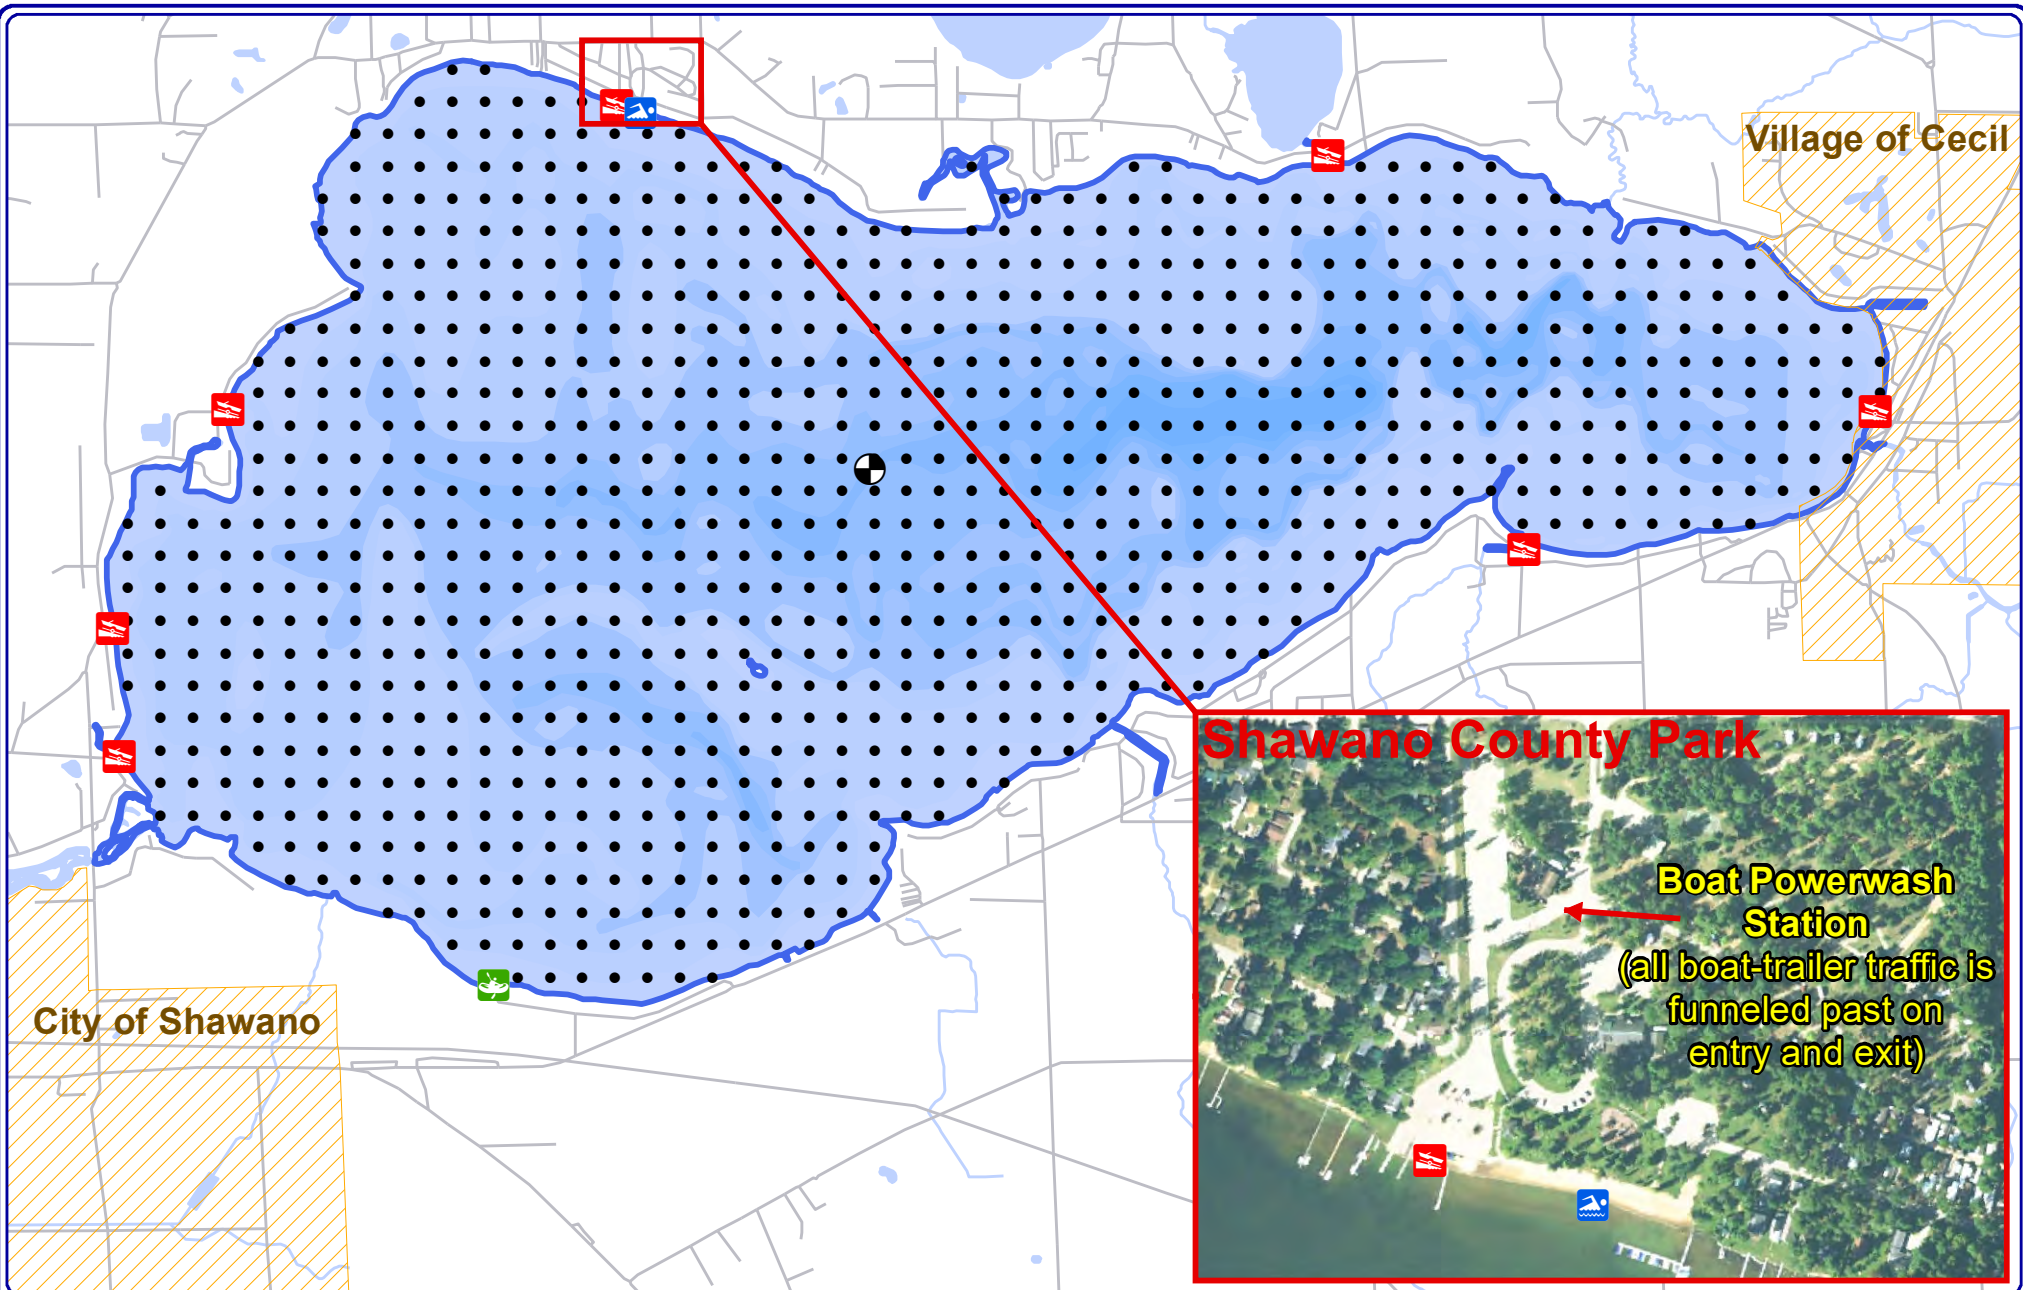 Village of Cecil
Shawano County Park
Boat Powerwash
Station
(all boat-trailer traffic is
funneled past on
entry and exit)
City of Shawano